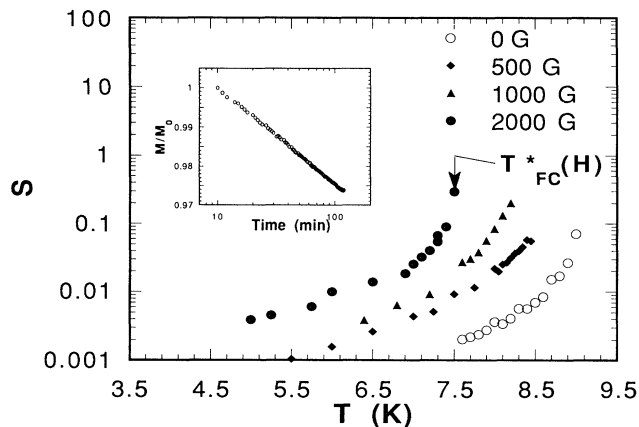 100
10
1
0.1
0.01
0.001
S
3.5 4.5 5.5 6.5 7.5 8.5 9.5
T (K)
0 G
500 G
1000 G
2000 G
T*FC(H)
1
0.99
0.98
0.97
M/M0
10 100
Time (min)